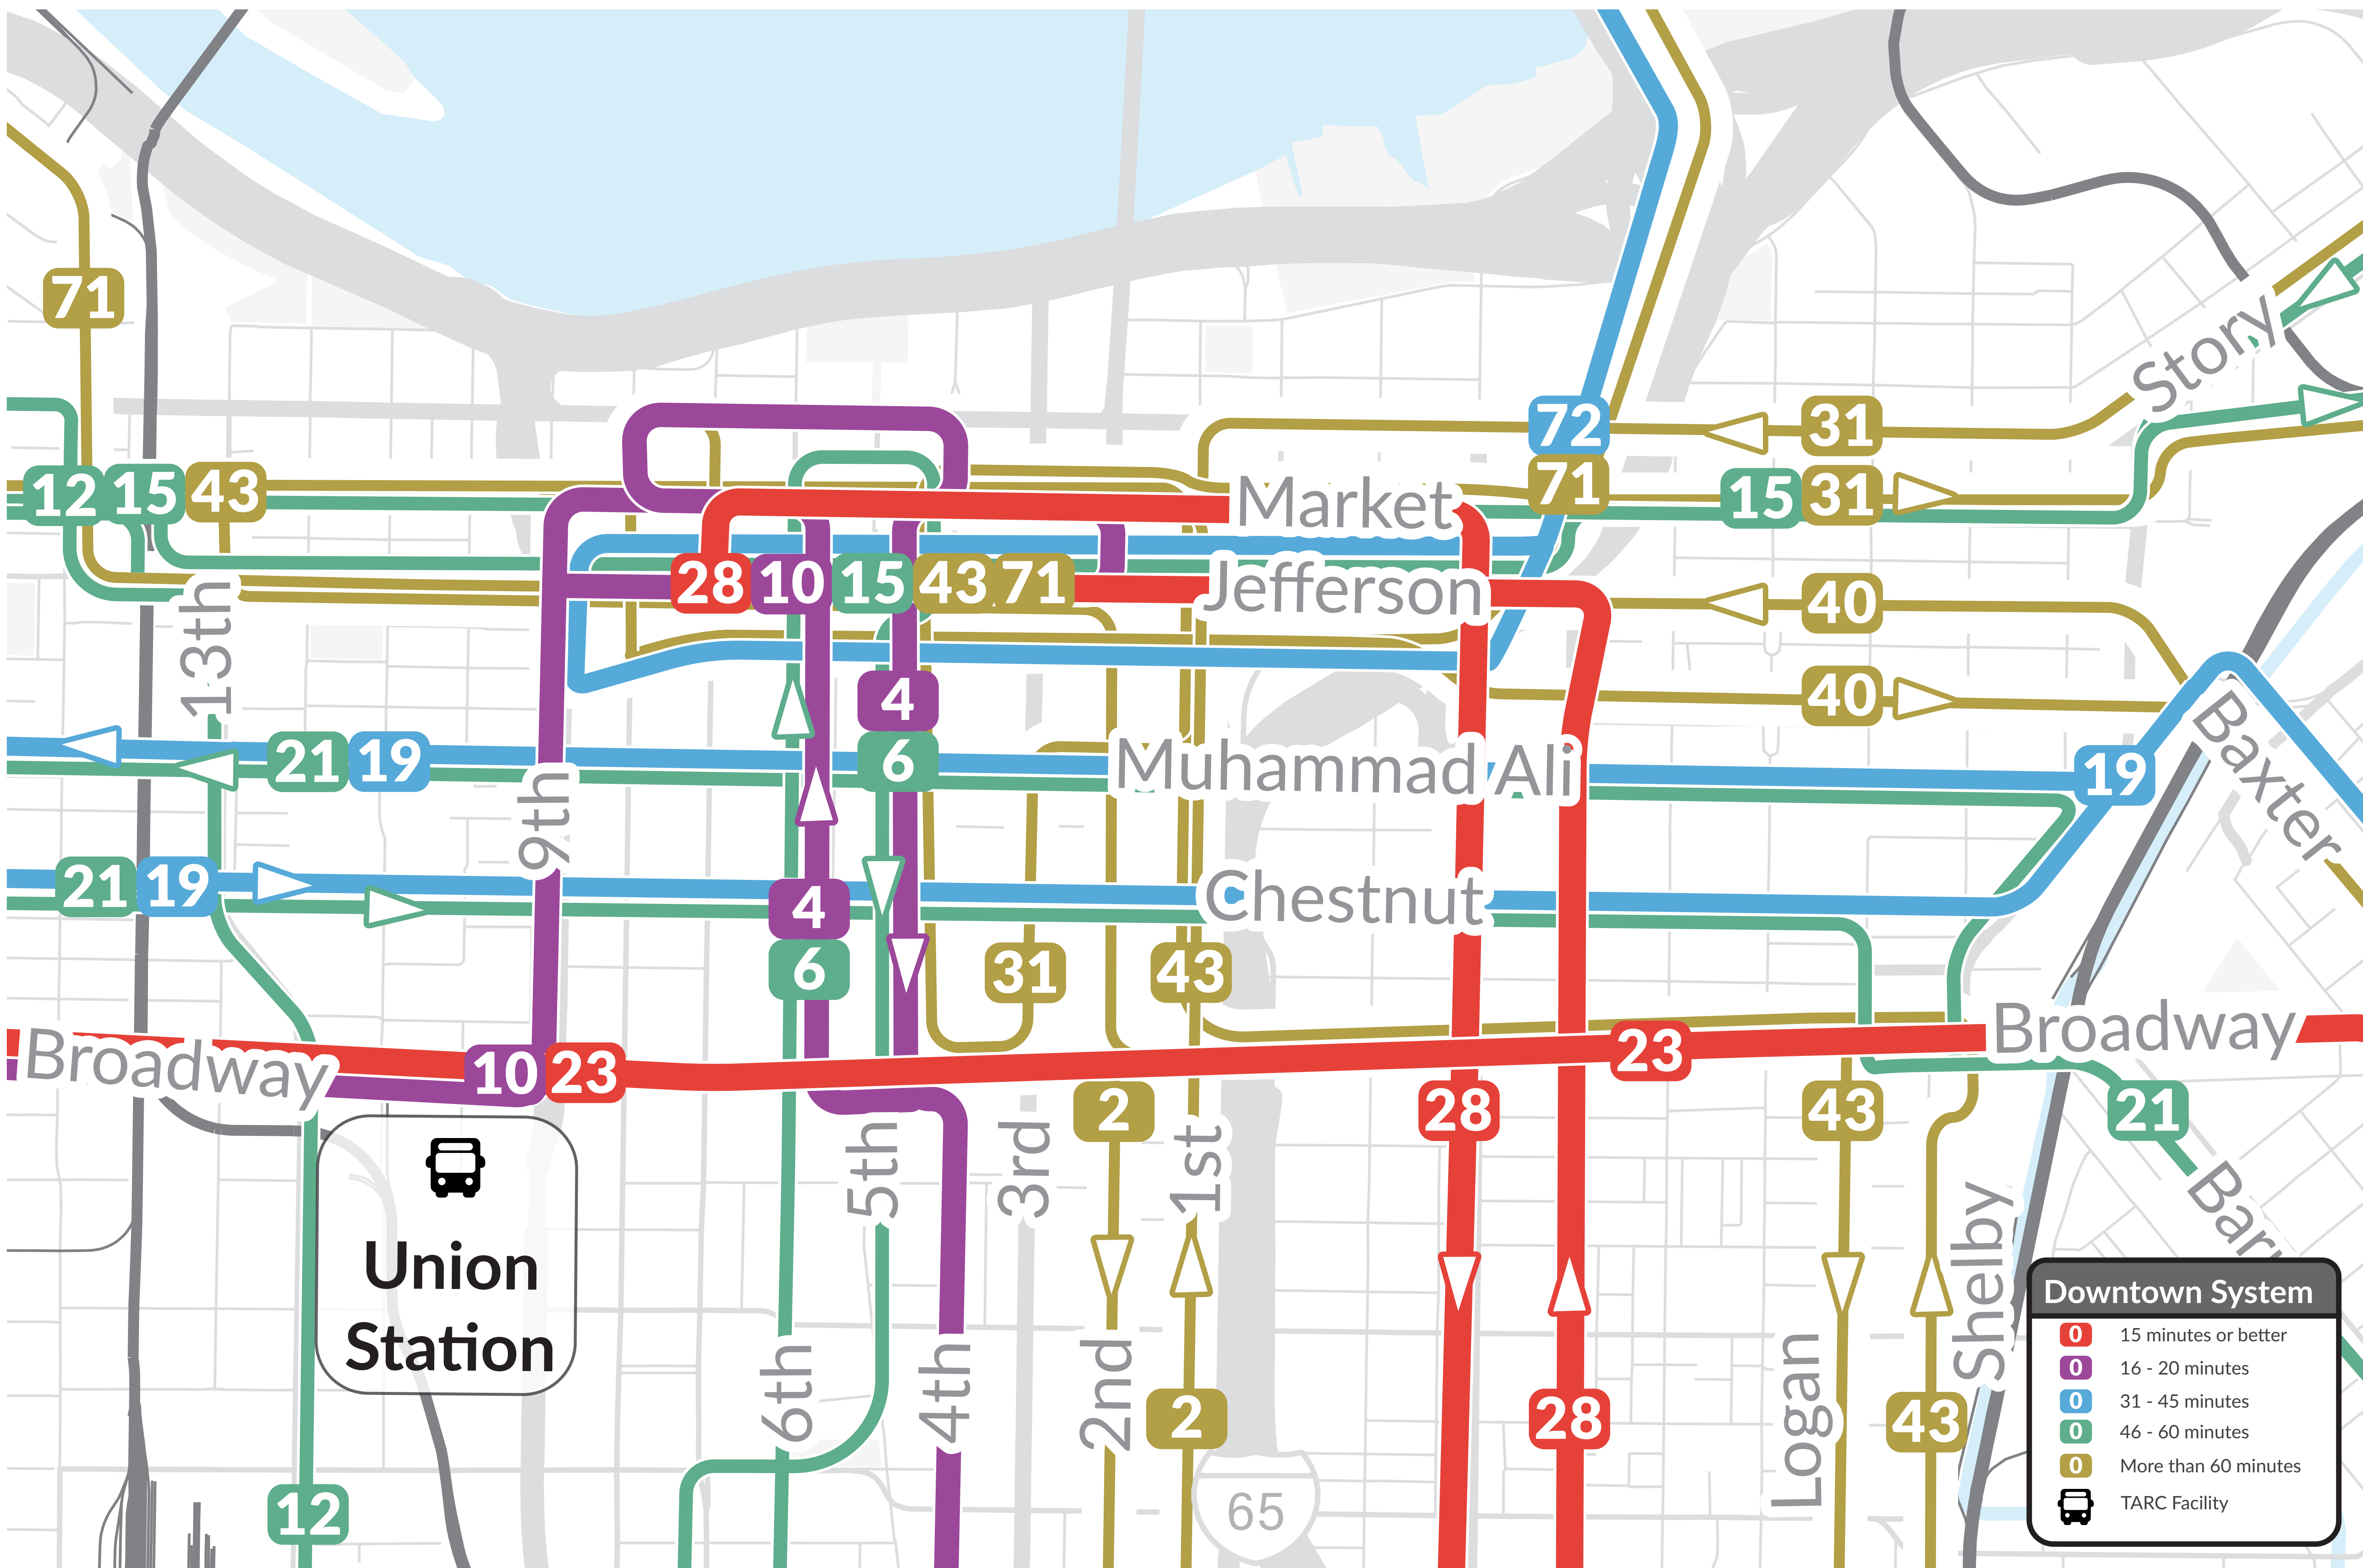 71
72
71
31
Story
12 15 43
Market
15 31
28 10 15 43 71
Jefferson
40
13th
4
6
40
21 19
Muhammad Ali
19
Baxter
9th
21 19
4
6
Chestnut
31
43
Broadway
10 23
23
Broadway
2
28
43
21
5th
3rd
1st
Union
Station
Shelby
6th
4th
2nd
2
28
Logan
43
12
65
Downtown System
0 15 minutes or better
0 16 - 20 minutes
0 31 - 45 minutes
0 46 - 60 minutes
0 More than 60 minutes
TARC Facility